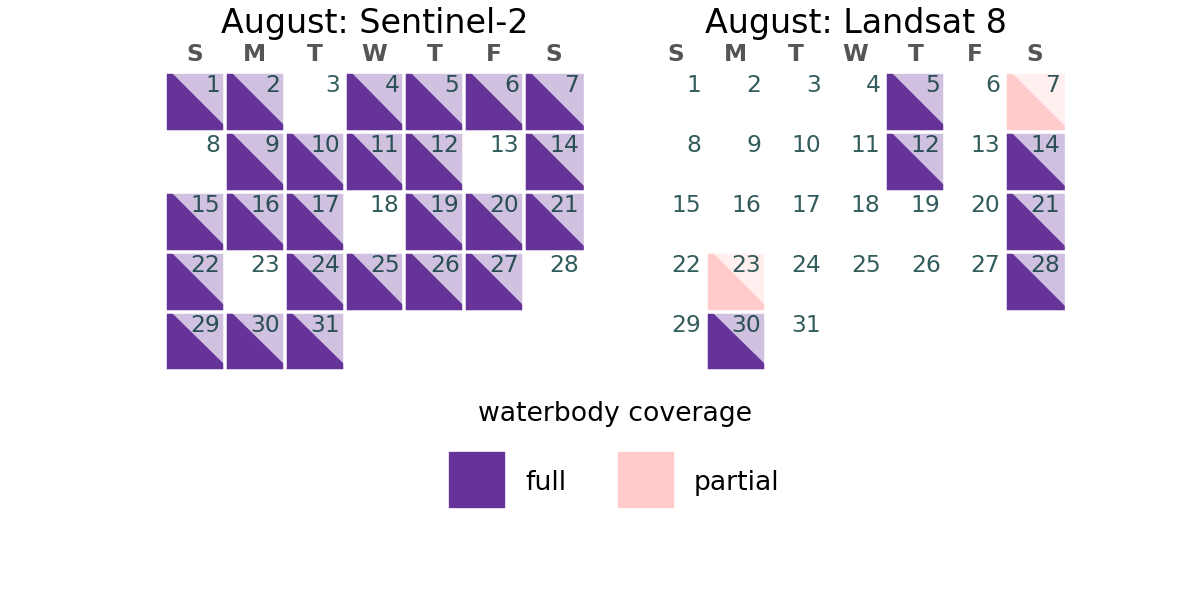 August: Sentinel-2
S M T W T F S
1 2 3 4 5 6 7
8 9 10 11 12 13 14
15 16 17 18 19 20 21
22 23 24 25 26 27 28
29 30 31
August: Landsat 8
S M T W T F S
1 2 3 4 5 6 7
8 9 10 11 12 13 14
15 16 17 18 19 20 21
22 23 24 25 26 27 28
29 30 31
waterbody coverage
full partial